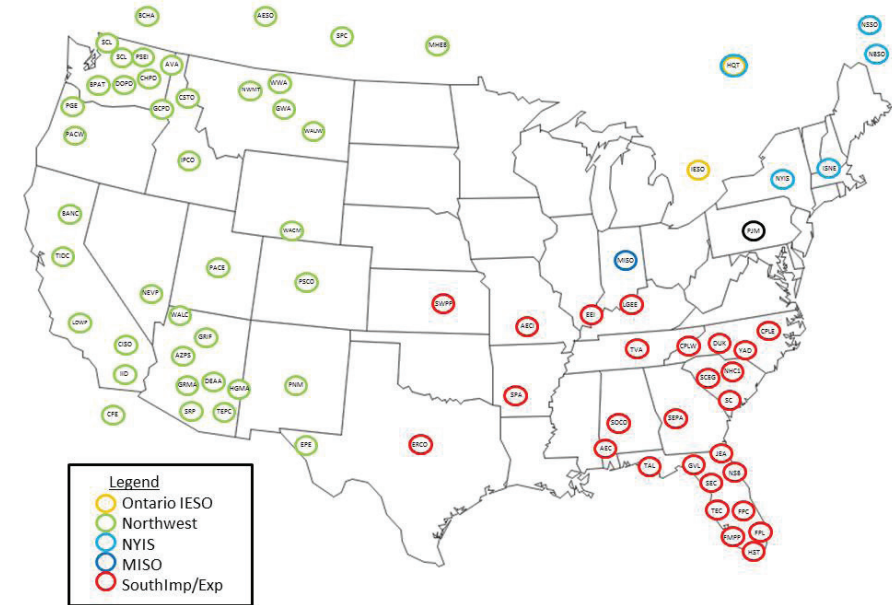 BCHA
AESO
SPC
MHEB
NSSO
NBSO
HQT
SCL
SCL
PSEI
AVA
BPAT
DOPD
CHPD
GCPD
CSTO
NWMT
WWA
GWA
WAUW
PGE
PACW
IPCO
IESO
NYIS
ISNE
BANC
WACM
PJM
TIDC
PACE
PSCO
MISO
NEVP
SWPP
EEI
LGEE
LDWP
WALC
AECI
CISO
GRIF
AZPS
TVA
CPLW
DUK
YAD
CPLE
IID
GRMA
DEAA
HGMA
PNM
SPA
SCEG
NHC1
SC
CFE
SRP
TEPC
EPE
ERCO
SOCO
SEPA
AEC
TAL
GVL
JEA
NSB
SEC
TEC
FPC
FMPP
FPL
HST
Legend
Ontario IESO
Northwest
NYIS
MISO
SouthImp/Exp